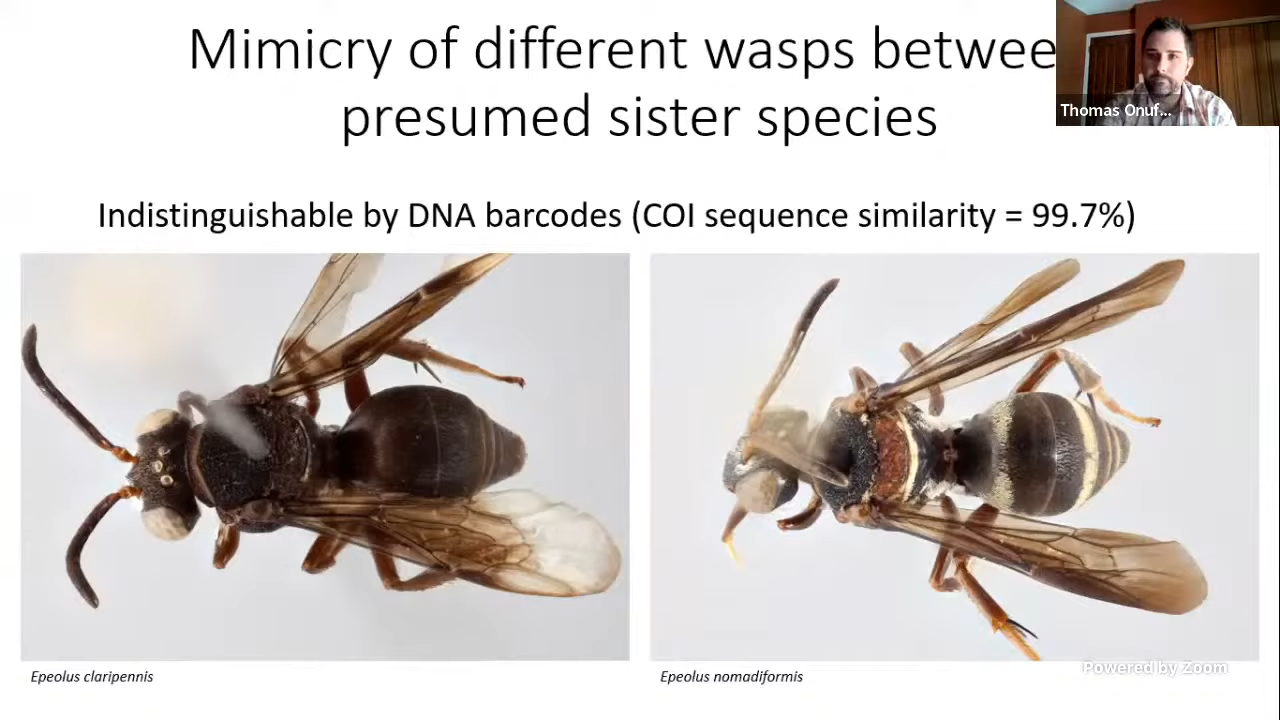 Mimicry of different wasps betwee
presumed sister species
Thomas Onuf...
Indistinguishable by DNA barcodes (COI sequence similarity = 99.7%)
Epeolus claripennis
Epeolus nomadiformis
Powered by Zoom